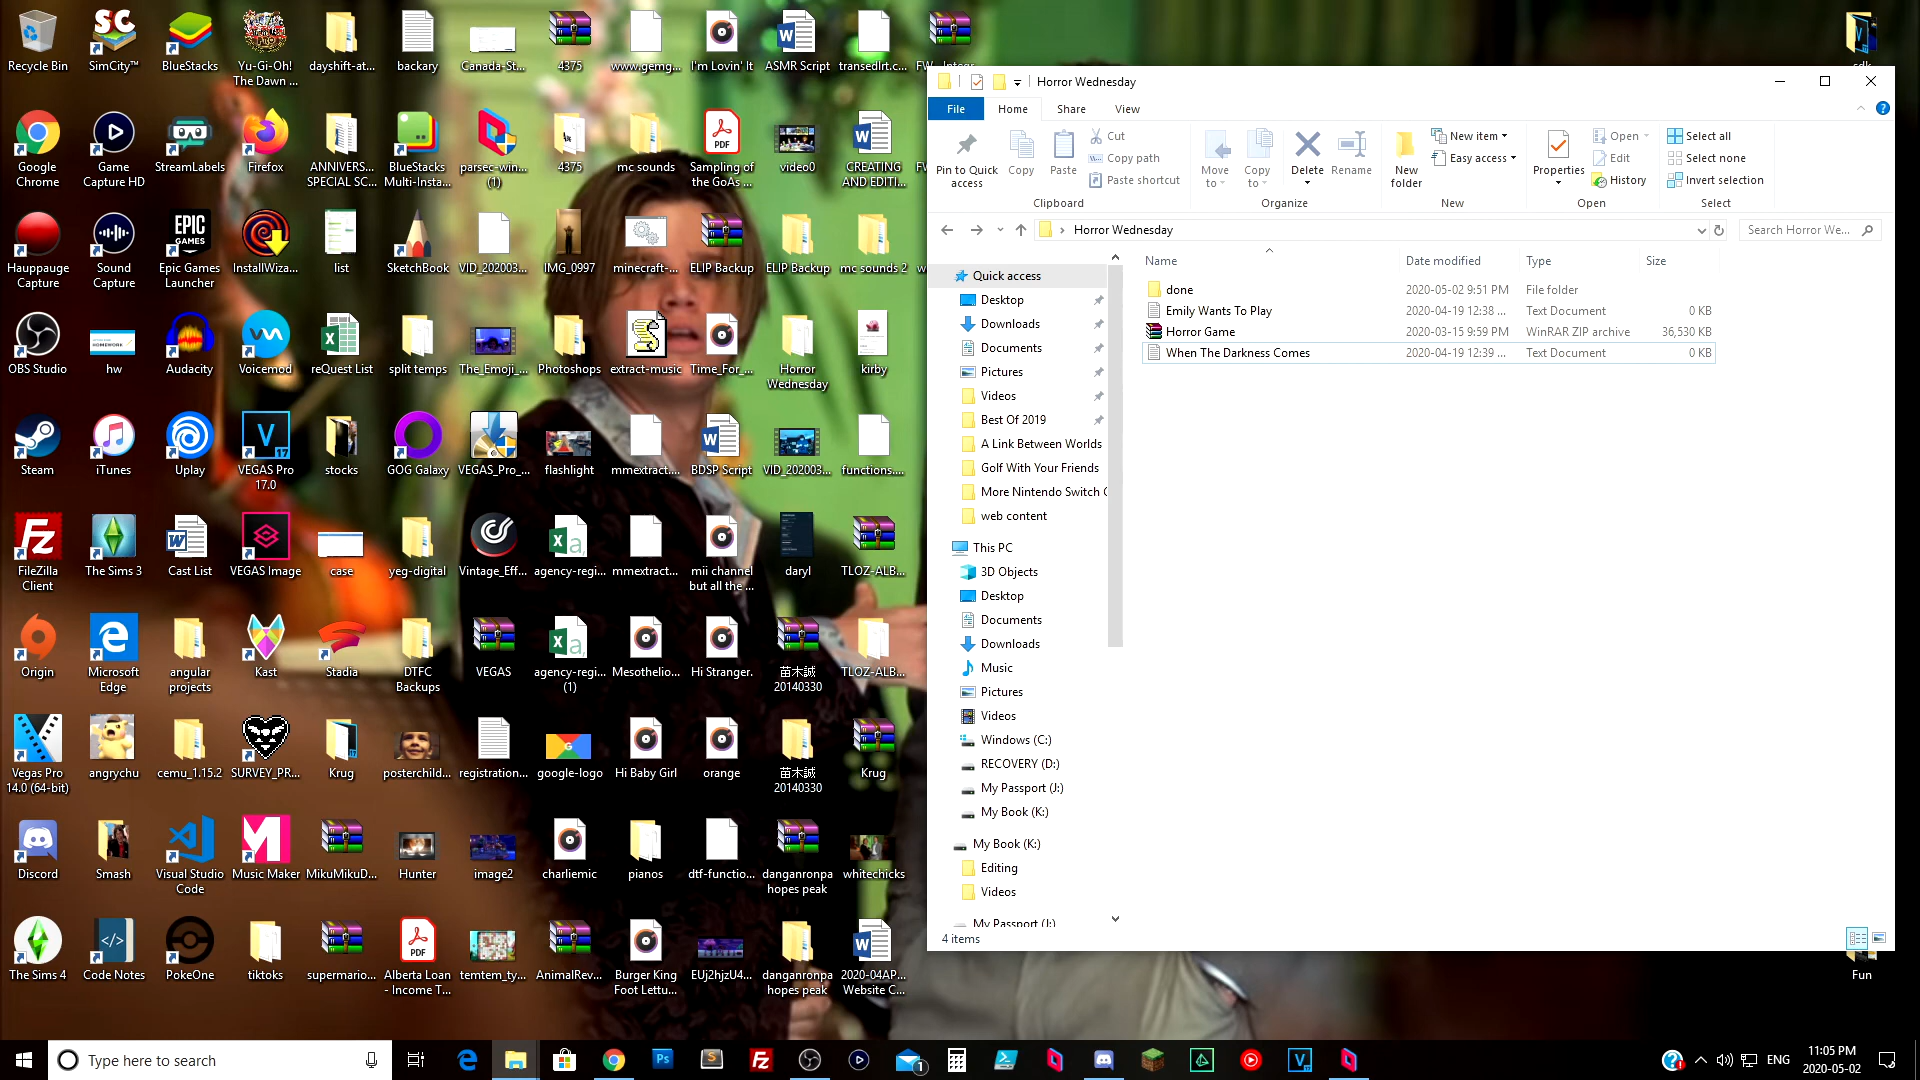 Recycle Bin
SimCity™
BlueStacks
Yu-Gi-Oh!
The Dawn ...
dayshift-at...
backary
Canada-St...
4375
www.gemg...
I'm Lovin' It
ASMR Script
transedlrt.c...
FW_ Integr
Google
Chrome
Game
Capture HD
StreamLabels
Firefox
ANNIVERS...
SPECIAL SC...
BlueStacks
Multi-Insta...
parsec-win...
(1)
4375
mc sounds
PDF
Sampling of
the GoAs ...
video0
CREATING
AND EDITI...
Hauppauge
Capture
Sound
Capture
EPIC
GAMES
Epic Games
Launcher
InstallWiza...
list
SketchBook
VID_202003...
IMG_0997
minecraft-...
ELIP Backup
ELIP Backup
mc sounds 2
OBS Studio
hw
Audacity
Voicemod
reQuest List
split temps
The_Emoji_...
Photoshops
extract-music
Time_For_...
Horror
Wednesday
kirby
Steam
iTunes
Uplay
VEGAS Pro
17.0
stocks
GOG Galaxy
VEGAS_Pro_...
flashlight
mmextract....
BDSP Script
VID_202003...
functions....
FileZilla
Client
The Sims 3
Cast List
VEGAS Image
case
yeg-digital
Vintage_Eff...
agency-regi...
mmextract...
mii channel
but all the ...
daryl
TLOZ-ALB...
Origin
Microsoft
Edge
angular
projects
Kast
Stadia
DTFC
Backups
VEGAS
agency-regi...
(1)
Mesothelio...
Hi Stranger.
苗木誠
20140330
TLOZ-ALB...
Vegas Pro
14.0 (64-bit)
angrychu
cemu_1.15.2
SURVEY_PR...
Krug
posterchild...
registration...
google-logo
Hi Baby Girl
orange
苗木誠
20140330
Krug
Discord
Smash
Visual Studio
Code
Music Maker
MikuMikuD...
Hunter
image2
charliemic
pianos
dtf-functio...
danganronpa
hopes peak
whitechicks
The Sims 4
Code Notes
PokeOne
tiktoks
supermario...
PDF
Alberta Loan
- Income T...
temtem_ty...
AnimalRev...
Burger King
Foot Lettu...
EUj2hjzU4...
danganronpa
hopes peak
2020-04AP...
Website C...
sdk
Fun
Horror Wednesday
File Home Share View
Pin to Quick
access
Copy
Paste
Cut
Copy path
Paste shortcut
Clipboard
Move
to
Copy
to
Delete
Rename
Organize
New
folder
New item
Easy access
New
Properties
Open
Edit
History
Open
Select all
Select none
Invert selection
Select
Horror Wednesday
Search Horror We...
Quick access
Desktop
Downloads
Documents
Pictures
Videos
Best Of 2019
A Link Between Worlds
Golf With Your Friends
More Nintendo Switch
web content
This PC
3D Objects
Desktop
Documents
Downloads
Music
Pictures
Videos
Windows (C:)
RECOVERY (D:)
My Passport (J:)
My Book (K:)
My Book (K:)
Editing
Videos
My Passport (J:)
Name Date modified Type Size
done 2020-05-02 9:51 PM File folder
Emily Wants To Play 2020-04-19 12:38 ... Text Document 0 KB
Horror Game 2020-03-15 9:59 PM WinRAR ZIP archive 36,530 KB
When The Darkness Comes 2020-04-19 12:39 ... Text Document 0 KB
4 items
Type here to search
ENG
11:05 PM
2020-05-02